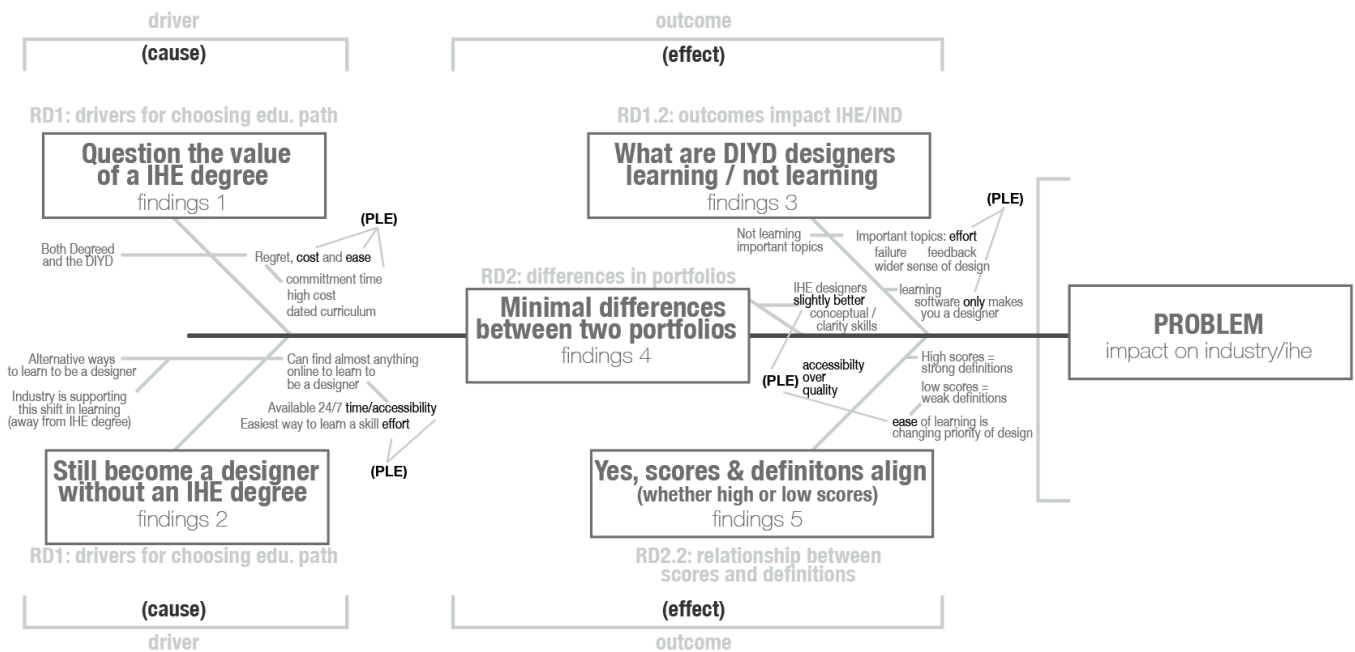 driver
(cause)
outcome
(effect)
RD1: drivers for choosing edu. path
Question the value
of a IHE degree
findings 1
RD1.2: outcomes impact IHE/IND
What are DIYD designers
learning / not learning
findings 3
Both Degreed
and the DIYD
(PLE)
Regret, cost and ease
committment time
high cost
dated curriculum
Not learning
important topics
(PLE)
Important topics: effort
failure feedback
wider sense of design
learning
software only makes
you a designer
RD2: differences in portfolios
Minimal differences
between two portfolios
findings 4
IHE designers
slightly better
conceptual /
clarity skills
PROBLEM
impact on industry/ihe
Alternative ways
to learn to be a designer
Industry is supporting
this shift in learning
(away from IHE degree)
Can find almost anything
online to learn to
be a designer
Available 24/7 time/accessibility
Easiest way to learn a skill effort
(PLE)
(PLE)
accessibilty
over
quality
High scores =
strong definitions
low scores =
weak definitions
ease of learning is
changing priority of design
Still become a designer
without an IHE degree
findings 2
RD1: drivers for choosing edu. path
Yes, scores & definitons align
(whether high or low scores)
findings 5
RD2.2: relationship between
scores and definitions
(cause)
driver
(effect)
outcome